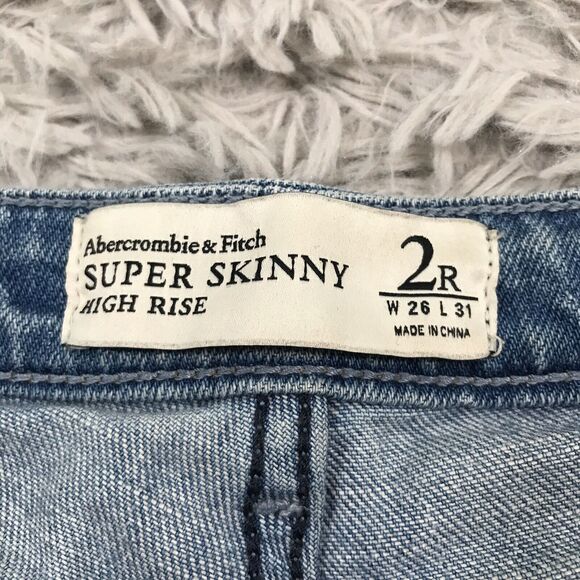 Abercrombie & Fitch
SUPER SKINNY
HIGH RISE
2R
W 26 L 31
MADE IN CHINA